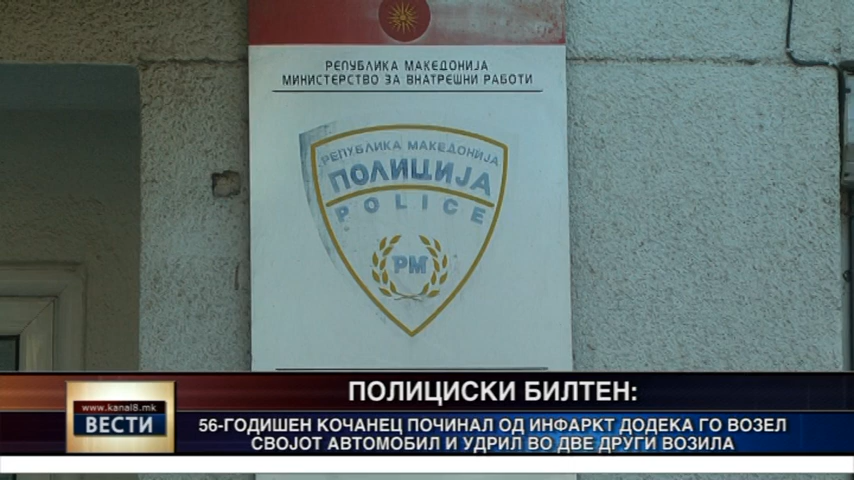 РЕПУБЛИКА МАКЕДОНИЈА
МИНИСТЕРСТВО ЗА ВНАТРЕШНИ РАБОТИ
РЕПУБЛИКА МАКЕДОНИЈА
ПОЛИЦИЈА
POLICE
РМ
ПОЛИЦИСКИ БИЛТЕН:
www.kanal8.mk
ВЕСТИ
56-ГОДИШЕН КОЧАНЕЦ ПОЧИНАЛ ОД ИНФАРКТ ДОДЕКА ГО ВОЗЕЛ
СВОЈОТ АВТОМОБИЛ И УДРИЛ ВО ДВЕ ДРУГИ ВОЗИЛА